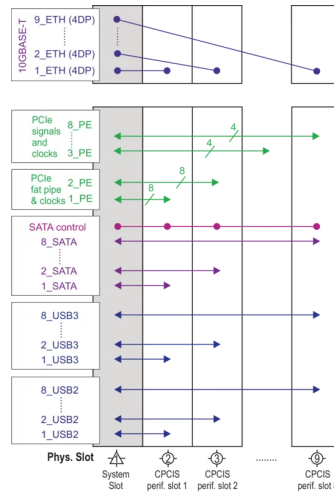 10GBASE-T
9_ETH (4DP)
2_ETH (4DP)
1_ETH (4DP)
PCIe
signals
and
clocks
8_PE
3_PE
4
4
PCIe
fat pipe
& clocks
2_PE
1_PE
8
8
SATA control
8_SATA
2_SATA
1_SATA
8_USB3
2_USB3
1_USB3
8_USB2
2_USB2
1_USB2
Phys. Slot 1 2 3 ........ 9
System
Slot
CPCIS
perif. slot 1
CPCIS
perif. slot 2
CPCIS
perif. slot